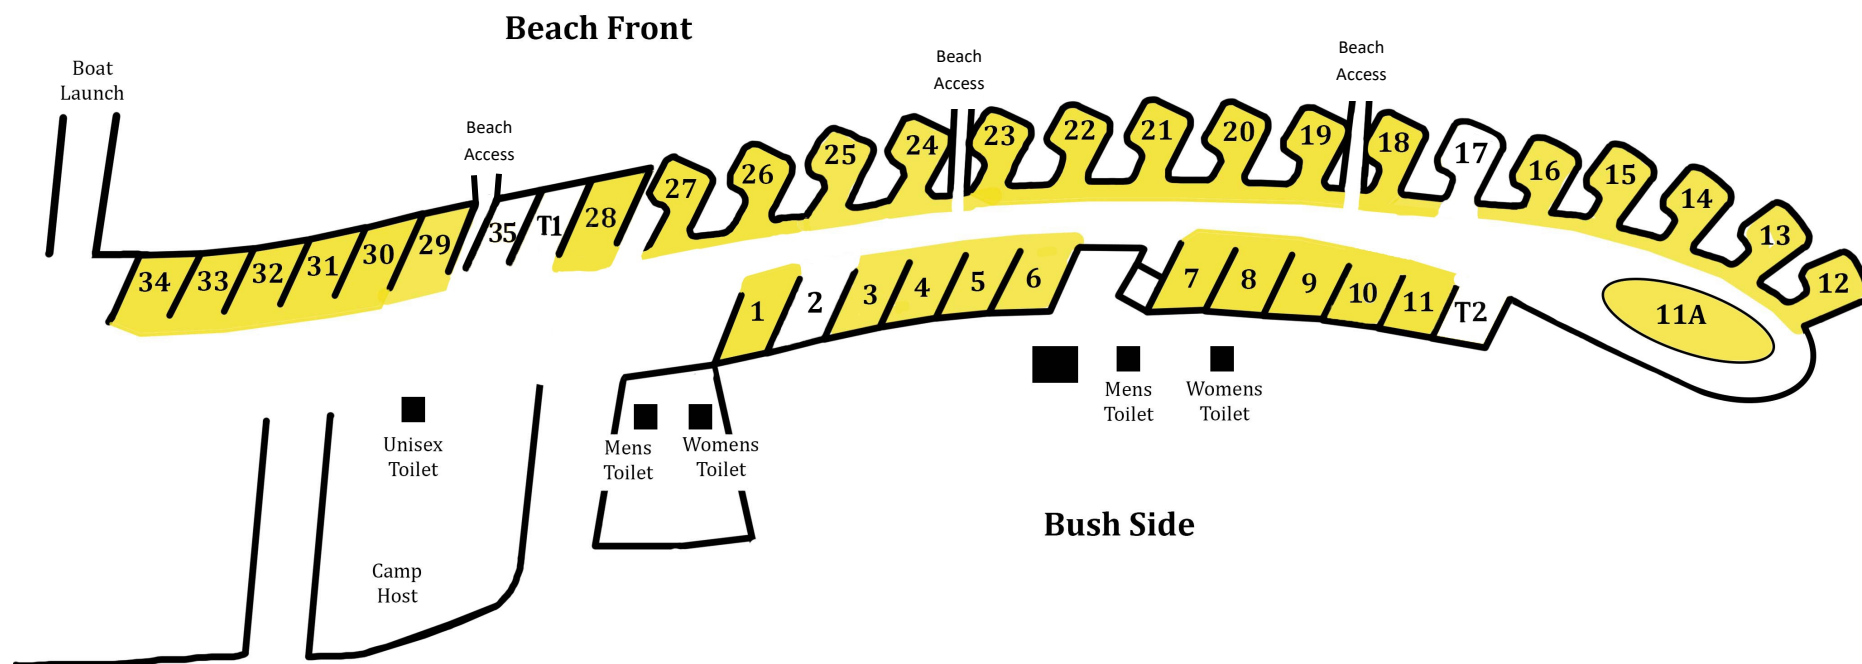 Beach Front
Boat
Launch
Beach
Access
Beach
Access
Beach
Access
34
33
32
31
30
29
35
T1
28
27
26
25
24
23
22
21
20
19
18
17
16
15
14
13
12
11A
1
2
3
4
5
6
7
8
9
10
11
T2
Unisex
Toilet
Mens
Toilet
Womens
Toilet
Mens
Toilet
Womens
Toilet
Bush Side
Camp
Host